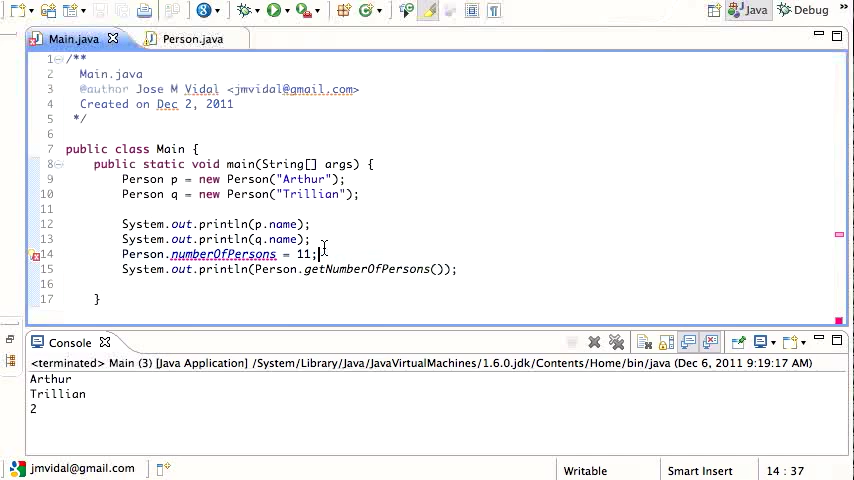 Java
Debug
Main.java
Person.java
1 /**
2 Main.java
3 @author Jose M Vidal <jmvidal@gmail.com>
4 Created on Dec 2, 2011
5 */
6
7 public class Main {
8 public static void main(String[] args) {
9 Person p = new Person("Arthur");
10 Person q = new Person("Trillian");
11
12 System.out.println(p.name);
13 System.out.println(q.name);
14 Person.numberOfPersons = 11;
15 System.out.println(Person.getNumberOfPersons());
16
17 }
Console
<terminated> Main (3) [Java Application] /System/Library/Java/JavaVirtualMachines/1.6.0.jdk/Contents/Home/bin/java (Dec 6, 2011 9:19:17 AM)
Arthur
Trillian
2
jmvidal@gmail.com
Writable
Smart Insert
14 : 37